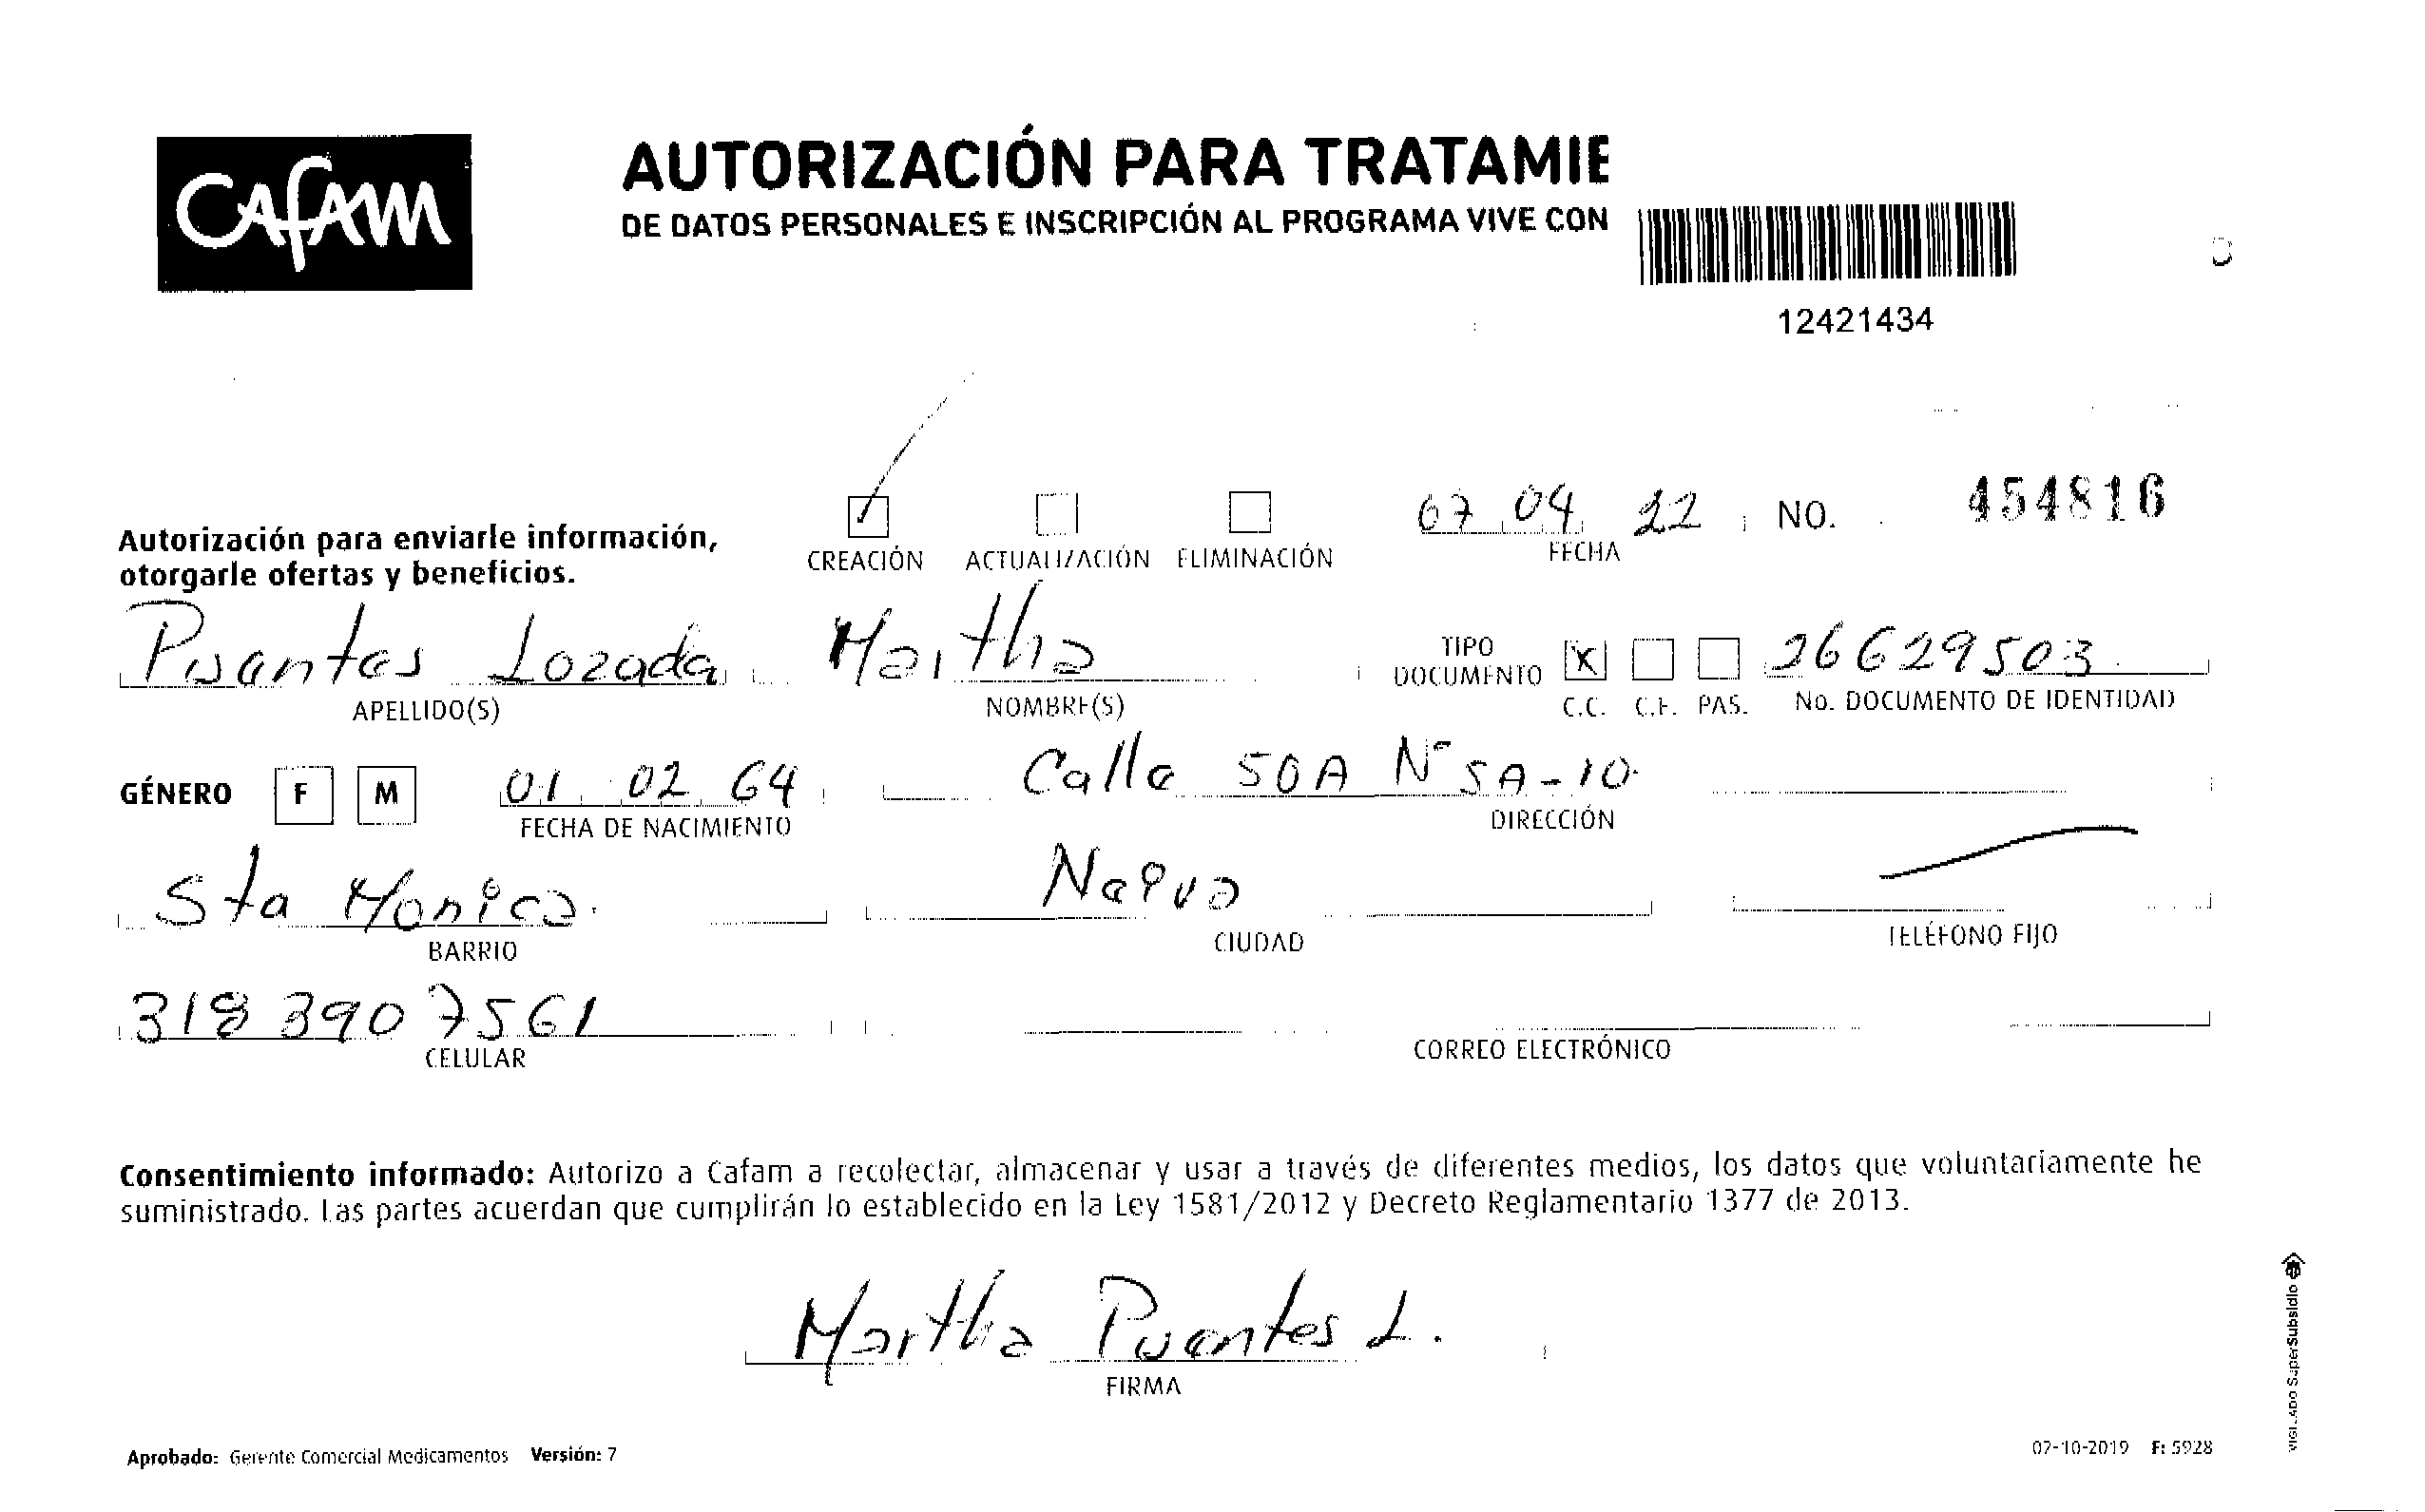 CAFAM
AUTORIZACIÓN PARA TRATAMIE
DE DATOS PERSONALES E INSCRIPCIÓN AL PROGRAMA VIVE CON
12421434
Autorización para enviarle información,
otorgarle ofertas y beneficios.
CREACIÓN ACTUALIZACIÓN ELIMINACIÓN
07 04 22 NO. 454816
FECHA
Puentes Lozada Martha
TIPO DOCUMENTO X 26629503
APELLIDO(S) NOMBRE(S) C.C. C.E. PAS. No. DOCUMENTO DE IDENTIDAD
GÉNERO F M 01 02 64 Calle 50A N° 5A-10
FECHA DE NACIMIENTO DIRECCIÓN
Sta Monica. Neiva
BARRIO CIUDAD TELÉFONO FIJO
318 390 7561
CELULAR CORREO ELECTRÓNICO
Consentimiento informado: Autorizo a Cafam a recolectar, almacenar y usar a través de diferentes medios, los datos que voluntariamente he
suministrado. Las partes acuerdan que cumplirán lo establecido en la Ley 1581/2012 y Decreto Reglamentario 1377 de 2013.
Martha Puentes L.
FIRMA
Aprobado: Gerente Comercial Medicamentos Versión: 7
07-10-2019 F: 5928
VIGILADO SuperSubsidio